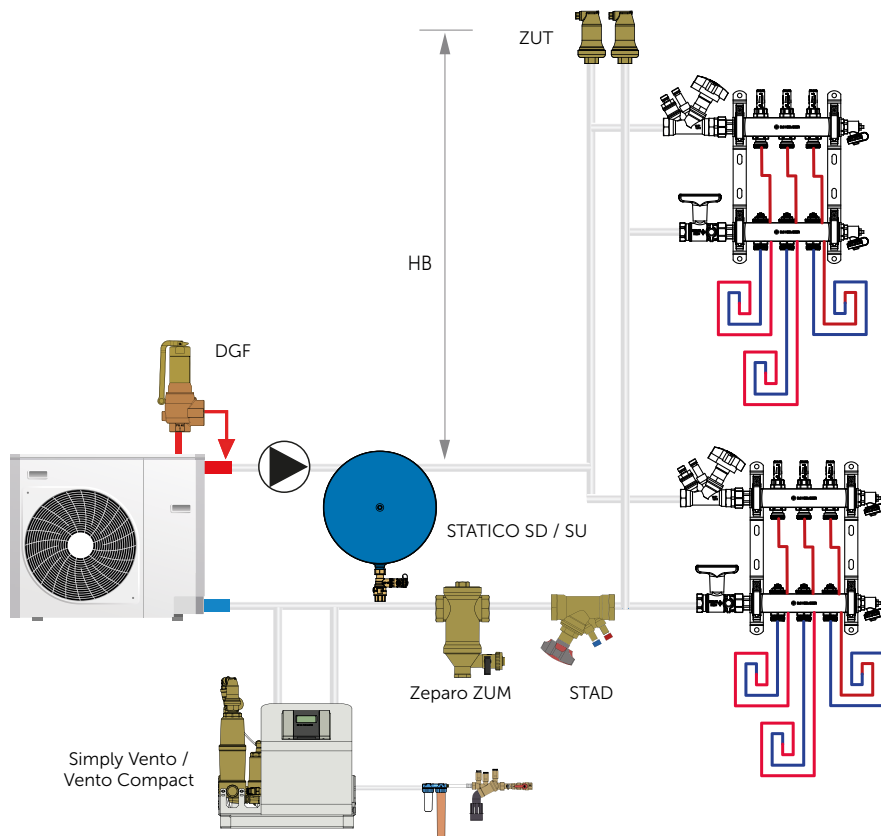 ZUT
HB
DGF
STATICO SD / SU
Zeparo ZUM
STAD
Simply Vento /
Vento Compact